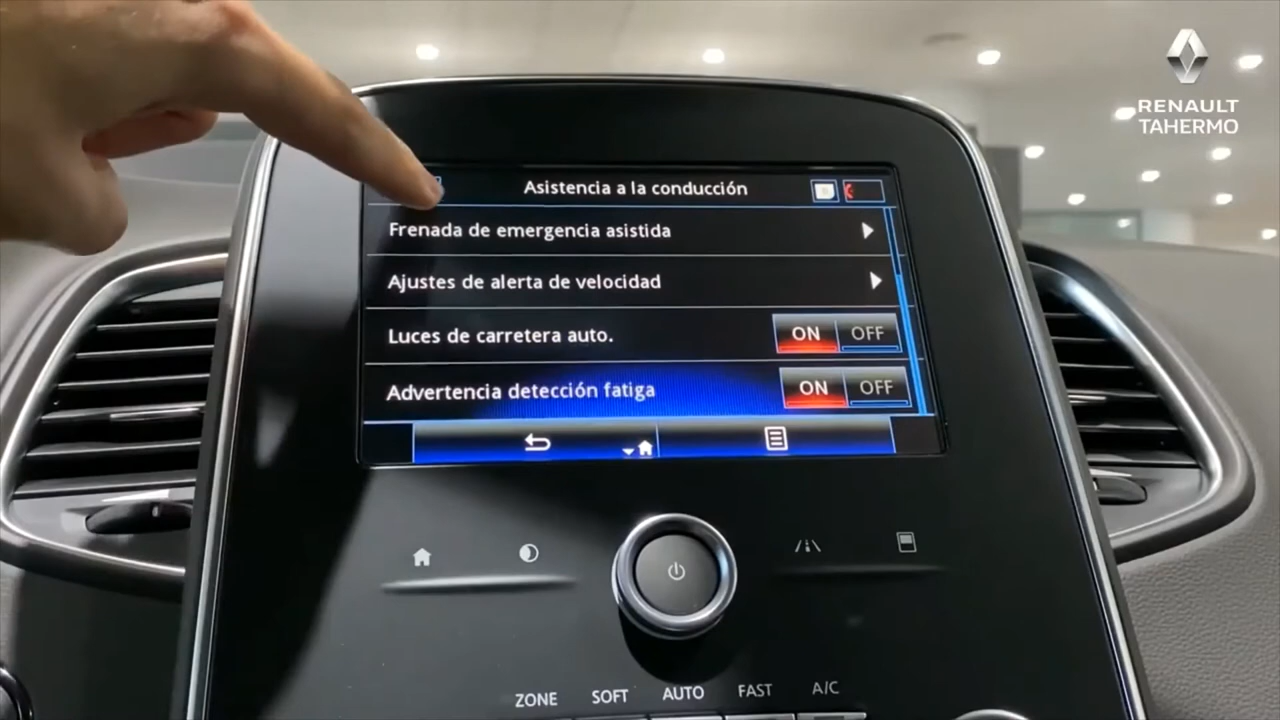 RENAULT
TAHERMO
Asistencia a la conducción
Frenada de emergencia asistida
Ajustes de alerta de velocidad
Luces de carretera auto.
ON OFF
Advertencia detección fatiga
ON OFF
ZONE SOFT AUTO FAST A/C